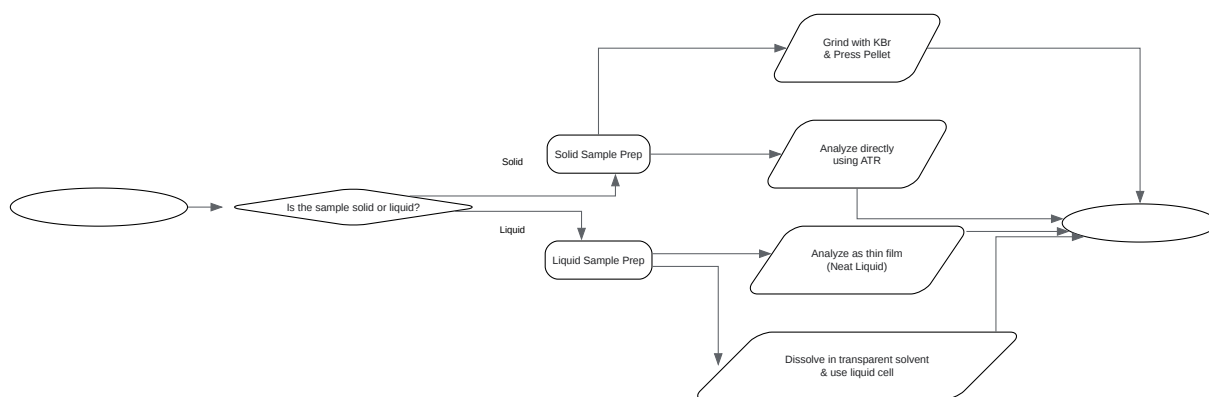 Grind with KBr
& Press Pellet
Solid Sample Prep
Analyze directly
using ATR
Solid
Is the sample solid or liquid?
Liquid
Liquid Sample Prep
Analyze as thin film
(Neat Liquid)
Dissolve in transparent solvent
& use liquid cell